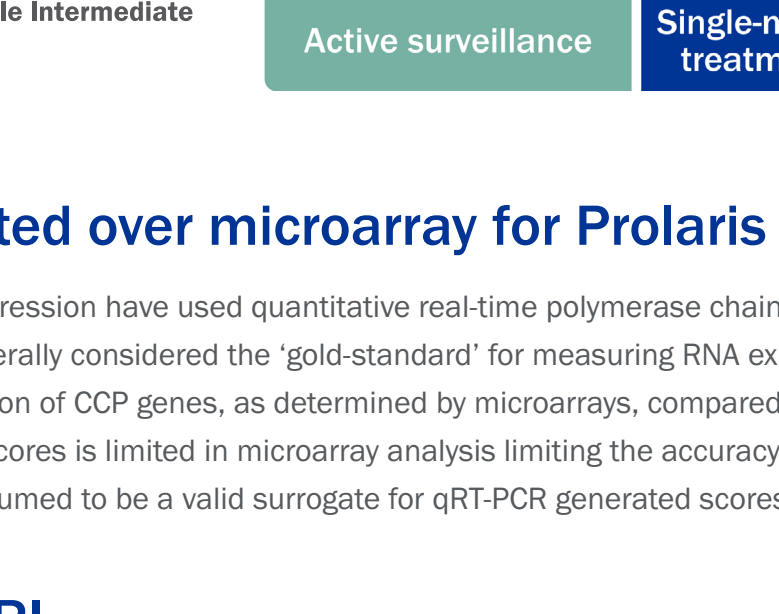 le Intermediate
Active surveillance
Single-m
treatm
ted over microarray for Prolaris
ression have used quantitative real-time polymerase chain
erally considered the ‘gold-standard’ for measuring RNA ex
on of CCP genes, as determined by microarrays, compared
cores is limited in microarray analysis limiting the accuracy
umed to be a valid surrogate for qRT-PCR generated scores